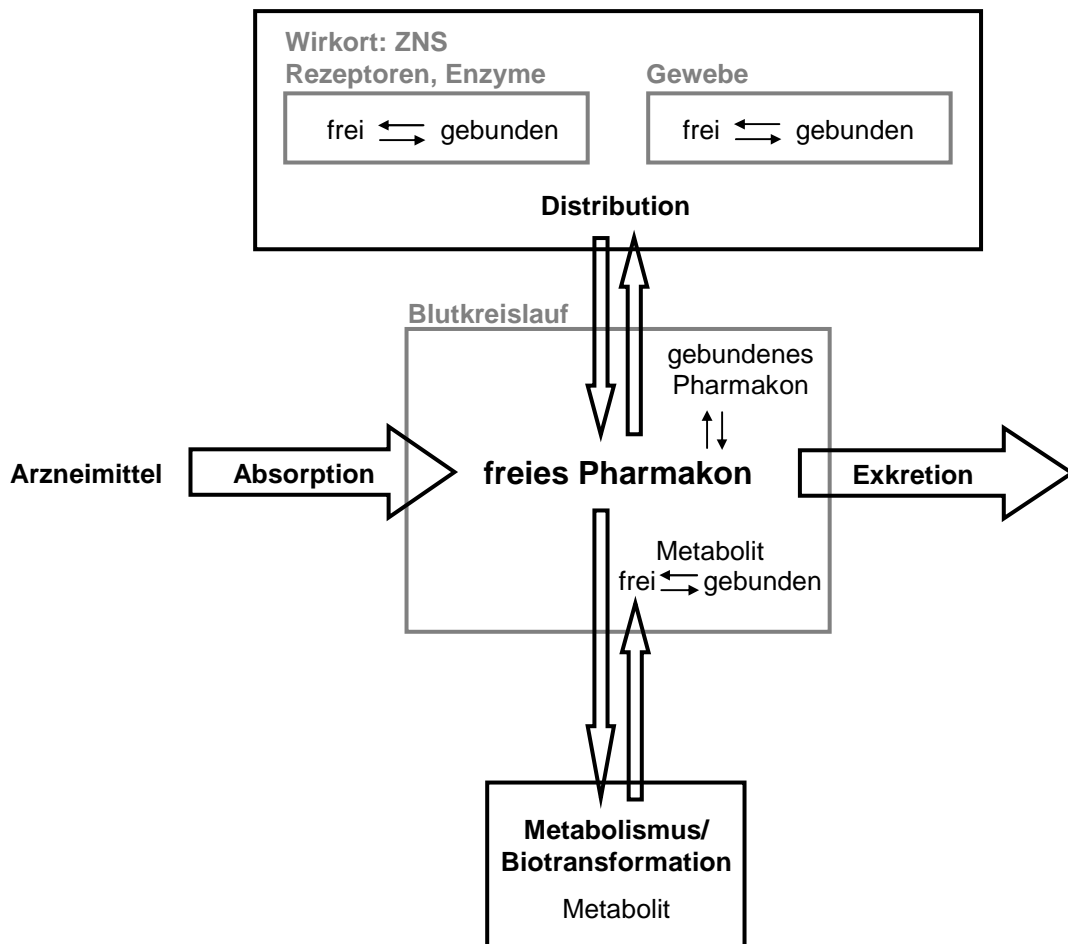 Wirkort: ZNS
Rezeptoren, Enzyme
Gewebe
frei gebunden
frei gebunden
Distribution
Blutkreislauf
gebundenes
Pharmakon
Arzneimittel
Absorption
freies Pharmakon
Exkretion
Metabolit
frei gebunden
Metabolismus/
Biotransformation
Metabolit